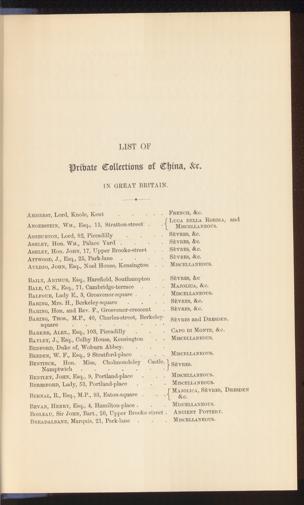 LIST OF
Private Collections of China, &c.
IN GREAT BRITAIN.
AMHERST, Lord, Knole, Kent . . . . . FRENCH, &c.
ANGERSTEIN, WM., Esq., 15, Stratton-street { LUCA DELLA ROBBIA, and
MISCELLANEOUS.
ASHBURTON, Lord, 82, Piccadilly . . . . SÈVRES, &c.
ASHLEY, Hon. WM., Palace Yard . . . . SÈVRES, &c.
ASHLEY, Hon. JOHN, 17, Upper Brooke-street . SÈVRES, &c.
ATTWOOD, J., Esq., 25, Park-lane . . . . SÈVRES, &c.
AULDJO, JOHN, Esq., Noel House, Kensington MISCELLANEOUS.
BAILY, ARTHUR, Esq., Harefield, Southampton SÈVRES, &c
BALE, C. S., Esq., 71, Cambridge-terrace . . MAJOLICA, &c.
BALFOUR, Lady E., 3, Grosvenor-square . . MISCELLANEOUS.
BARING, Mrs. H., Berkeley-square . . . SÈVRES, &c.
BARING, Hon. and Rev. F., Grosvenor-crescent SÈVRES, &c.
BARING, THOS., M.P., 40, Charles-street, Berkeley-
square . . . . . . SÈVRES and DRESDEN.
BARKER, ALEX., Esq., 103, Piccadilly . . . CAPO DI MONTE, &c.
BAYLEY, J., Esq., Colby House, Kensington . . MISCELLANEOUS.
BEDFORD, Duke of, Woburn Abbey.
BEEDEN, W. F., Esq., 9 Stratford-place . . . MISCELLANEOUS.
BENTINCK, Hon. Miss, Cholmondeley Castle, } SÈVRES.
Namptwich . . . . . .
BENTLEY, JOHN, Esq., 9, Portland-place . . . MISCELLANEOUS.
BERRESFORD, Lady, 53, Portland-place . . . MISCELLANEOUS.
BERNAL, R., Esq., M.P., 93, Eaton-square . . { MAJOLICA, SÈVRES, DRESDEN
&c.
BEVAN, HENRY, Esq., 4, Hamilton-place . . . MISCELLANEOUS.
BOILEAU, Sir JOHN, Bart., 20, Upper Brooke-street . ANCIENT POTTERY.
BREADALBANE, Marquis, 21, Park-lane . . . MISCELLANEOUS.